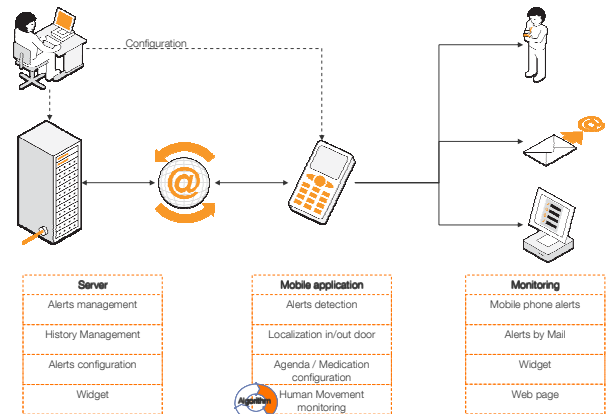 Configuration
@
@
Server
Alerts management
History Management
Alerts configuration
Widget
Mobile application
Alerts detection
Localization in/out door
Agenda / Medication
configuration
Algorithm
Human Movement
monitoring
Monitoring
Mobile phone alerts
Alerts by Mail
Widget
Web page